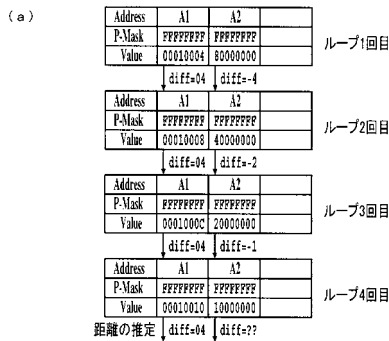 (a)
Address A1 A2
P-Mask FFFFFFFF FFFFFFFF
Value 00010004 80000000
ループ1回目
diff=04 diff=-4
Address A1 A2
P-Mask FFFFFFFF FFFFFFFF
Value 00010008 40000000
ループ2回目
diff=04 diff=-2
Address A1 A2
P-Mask FFFFFFFF FFFFFFFF
Value 0001000C 20000000
ループ3回目
diff=04 diff=-1
Address A1 A2
P-Mask FFFFFFFF FFFFFFFF
Value 00010010 10000000
ループ4回目
距離の推定 diff=04 diff=??